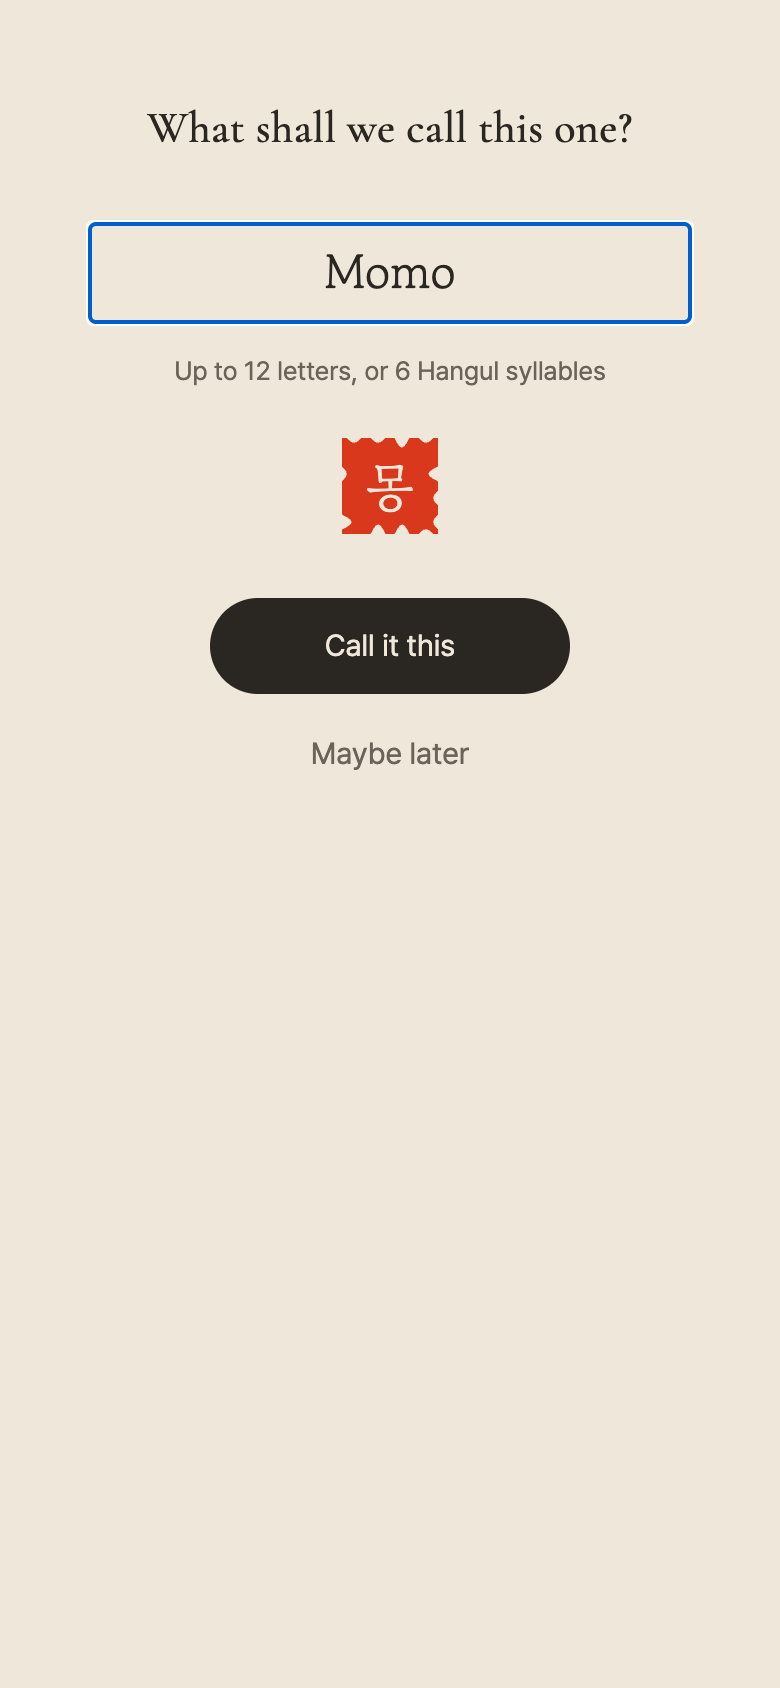 What shall we call this one?
Momo
Up to 12 letters, or 6 Hangul syllables
몽
Call it this
Maybe later